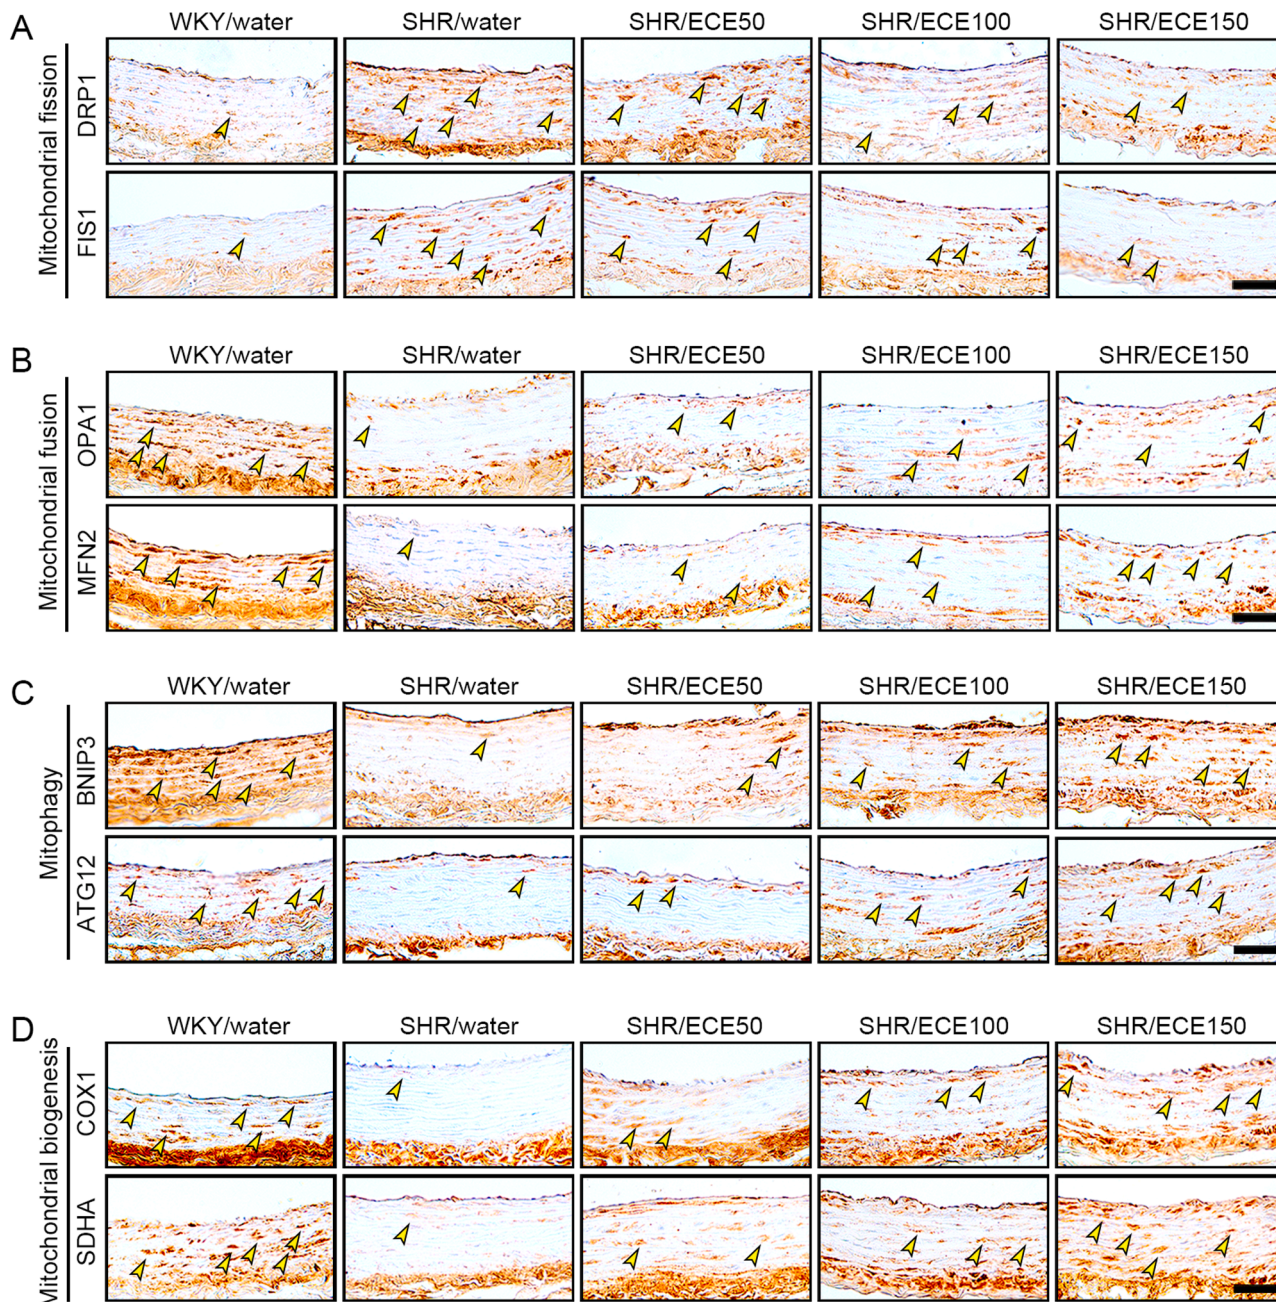 A
WKY/water SHR/water SHR/ECE50 SHR/ECE100 SHR/ECE150
Mitochondrial fission
DRP1
FIS1
B
WKY/water SHR/water SHR/ECE50 SHR/ECE100 SHR/ECE150
Mitochondrial fusion
OPA1
MFN2
C
WKY/water SHR/water SHR/ECE50 SHR/ECE100 SHR/ECE150
Mitophagy
BNIP3
ATG12
D
WKY/water SHR/water SHR/ECE50 SHR/ECE100 SHR/ECE150
Mitochondrial biogenesis
COX1
SDHA